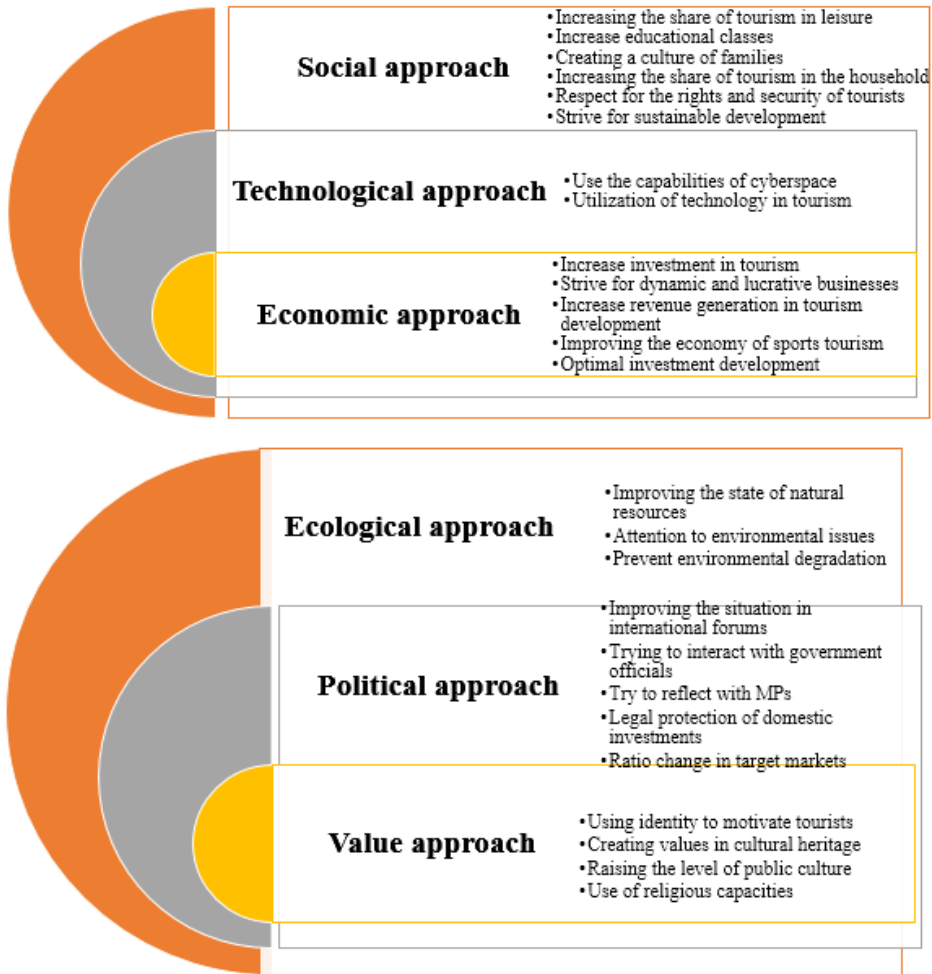 Social approach
•Increasing the share of tourism in leisure
•Increase educational classes
•Creating a culture of families
•Increasing the share of tourism in the household
•Respect for the rights and security of tourists
•Strive for sustainable development
Technological approach
•Use the capabilities of cyberspace
•Utilization of technology in tourism
Economic approach
•Increase investment in tourism
•Strive for dynamic and lucrative businesses
•Increase revenue generation in tourism
development
•Improving the economy of sports tourism
•Optimal investment development
Ecological approach
•Improving the state of natural
resources
•Attention to environmental issues
•Prevent environmental degradation
Political approach
•Improving the situation in
international forums
•Trying to interact with government
officials
•Try to reflect with MPs
•Legal protection of domestic
investments
•Ratio change in target markets
Value approach
•Using identity to motivate tourists
•Creating values in cultural heritage
•Raising the level of public culture
•Use of religious capacities